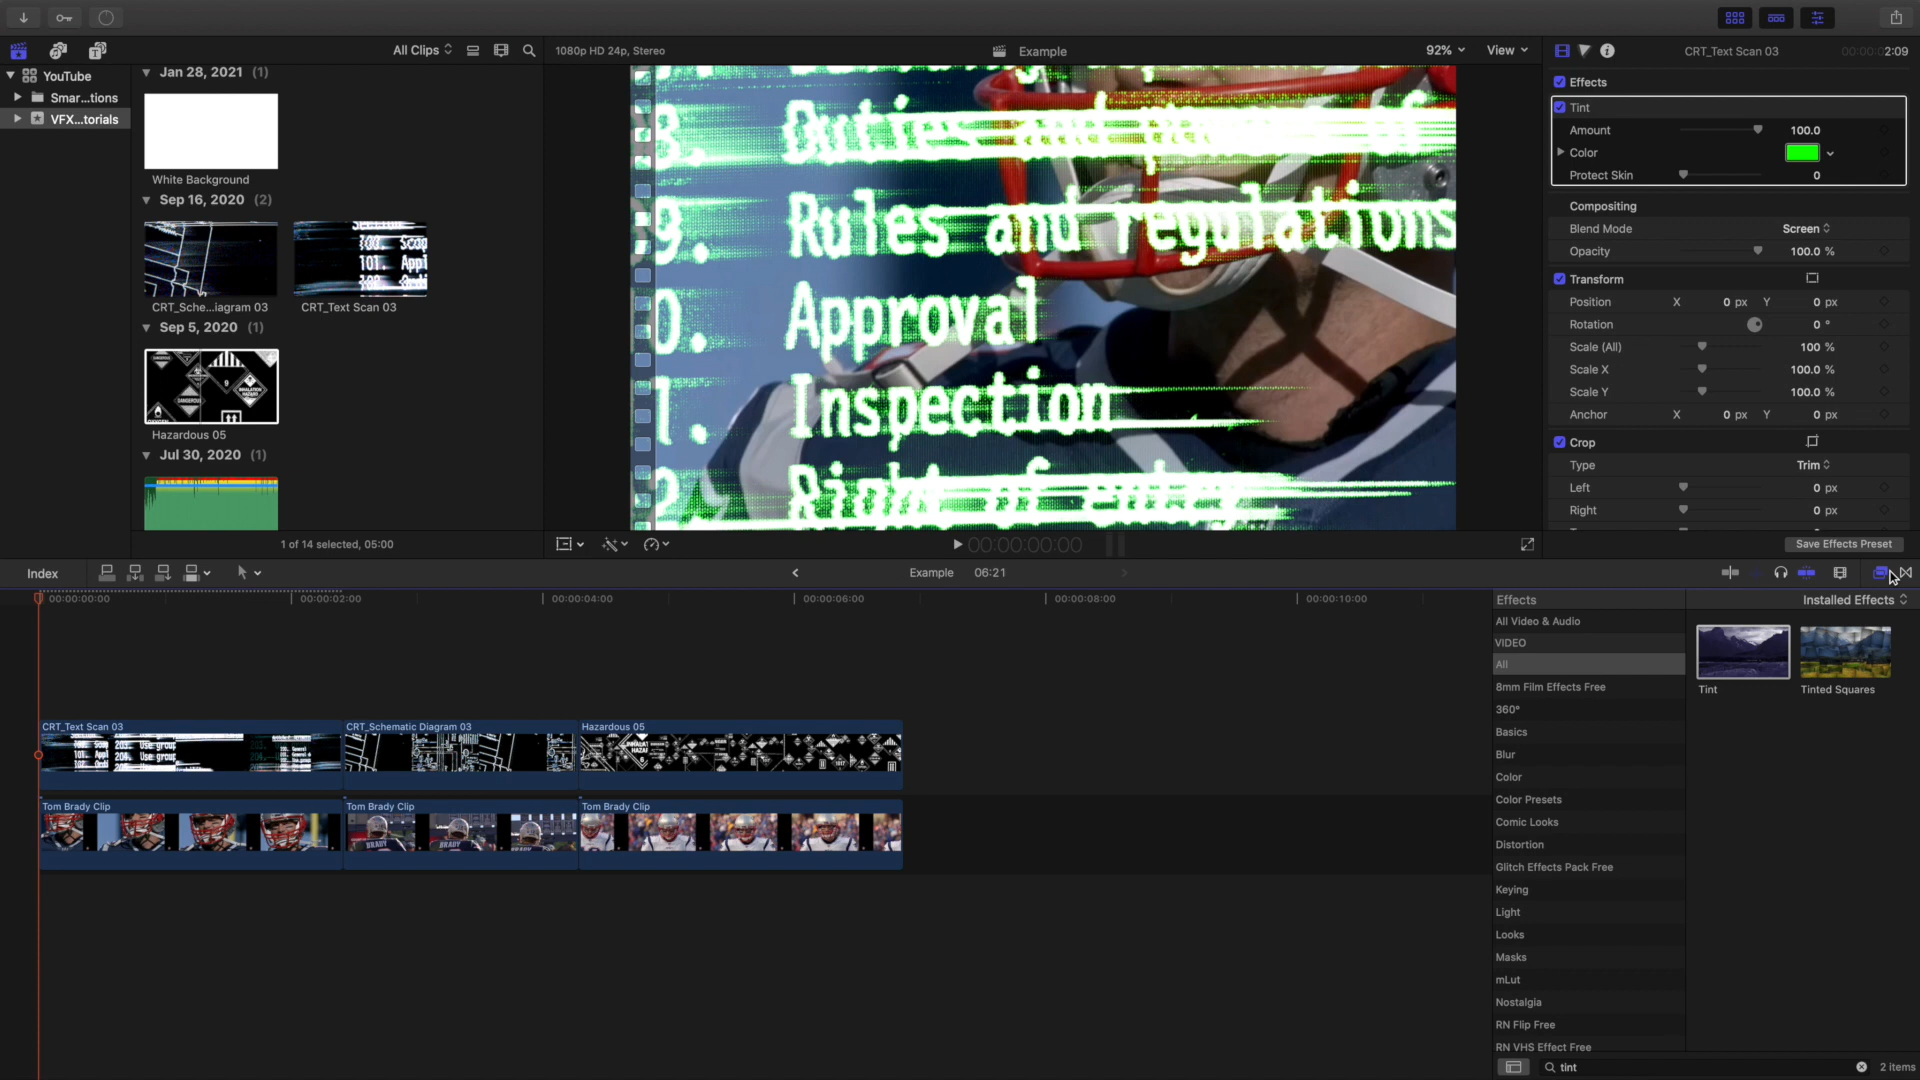 All Clips
1080p HD 24p, Stereo
Example
92%
View
CRT_Text Scan 03
00:00:02:09
YouTube
Smar...tions
VFX...torials
Jan 28, 2021 (1)
White Background
Sep 16, 2020 (2)
CRT_Sche...iagram 03
CRT_Text Scan 03
Sep 5, 2020 (1)
Hazardous 05
Jul 30, 2020 (1)
1 of 14 selected, 05:00
Duties and
9. Rules and regulations
0. Approval
1. Inspection
2. Right of entry
00:00:00:00
Effects
Tint
Amount 100.0
Color
Protect Skin 0
Compositing
Blend Mode Screen
Opacity 100.0 %
Transform
Position X 0 px Y 0 px
Rotation 0 °
Scale (All) 100 %
Scale X 100.0 %
Scale Y 100.0 %
Anchor X 0 px Y 0 px
Crop
Type Trim
Left 0 px
Right 0 px
Save Effects Preset
Index
Example 06:21
00:00:00:00
00:00:02:00
00:00:04:00
00:00:06:00
00:00:08:00
00:00:10:00
CRT_Text Scan 03
CRT_Schematic Diagram 03
Hazardous 05
Tom Brady Clip
Tom Brady Clip
Tom Brady Clip
BRADY
BRADY
Effects
Installed Effects
All Video & Audio
VIDEO
All
8mm Film Effects Free
360°
Basics
Blur
Color
Color Presets
Comic Looks
Distortion
Glitch Effects Pack Free
Keying
Light
Looks
Masks
mLut
Nostalgia
RN Flip Free
RN VHS Effect Free
Tint
Tinted Squares
tint
2 items